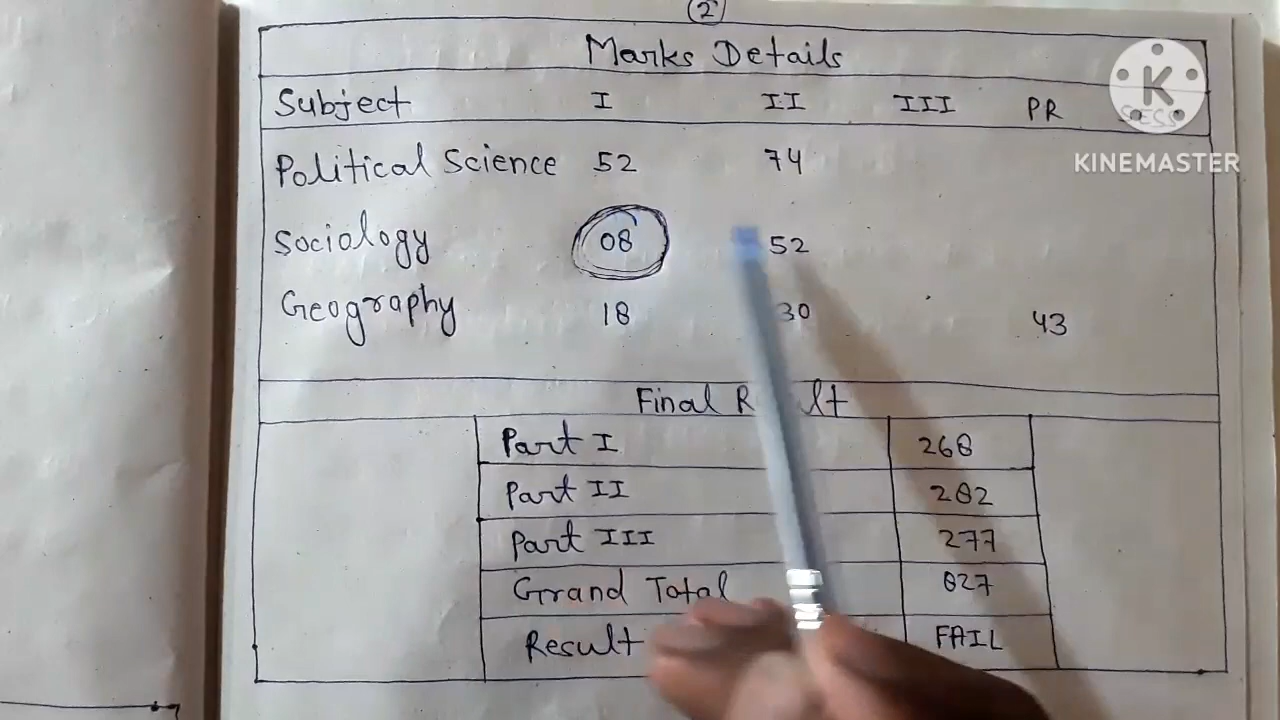 2
Marks Details
Subject I II III PR
Political Science 52 74
Sociology 08 52
Geography 18 30 43
Final
Part I 268
Part II 282
Part III 277
Grand Total 827
Result FAIL
K
KINEMASTER